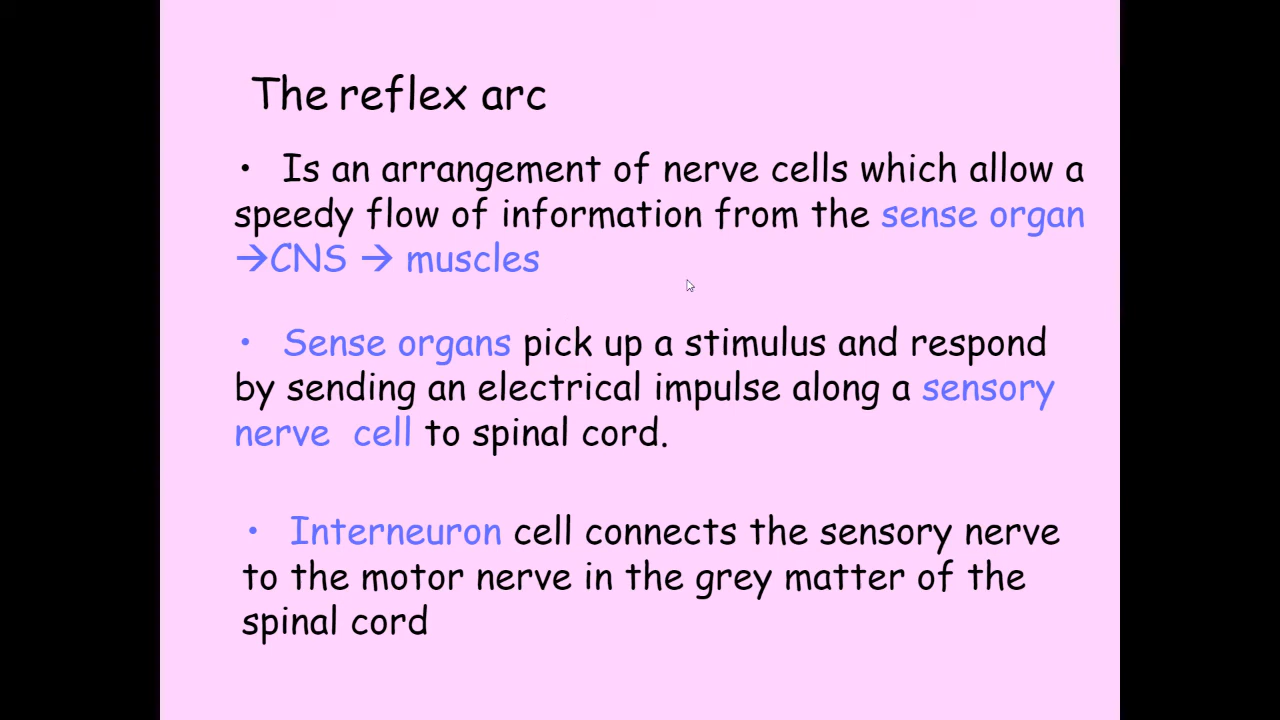 The reflex arc
• Is an arrangement of nerve cells which allow a
speedy flow of information from the sense organ
→CNS → muscles
• Sense organs pick up a stimulus and respond
by sending an electrical impulse along a sensory
nerve cell to spinal cord.
• Interneuron cell connects the sensory nerve
to the motor nerve in the grey matter of the
spinal cord